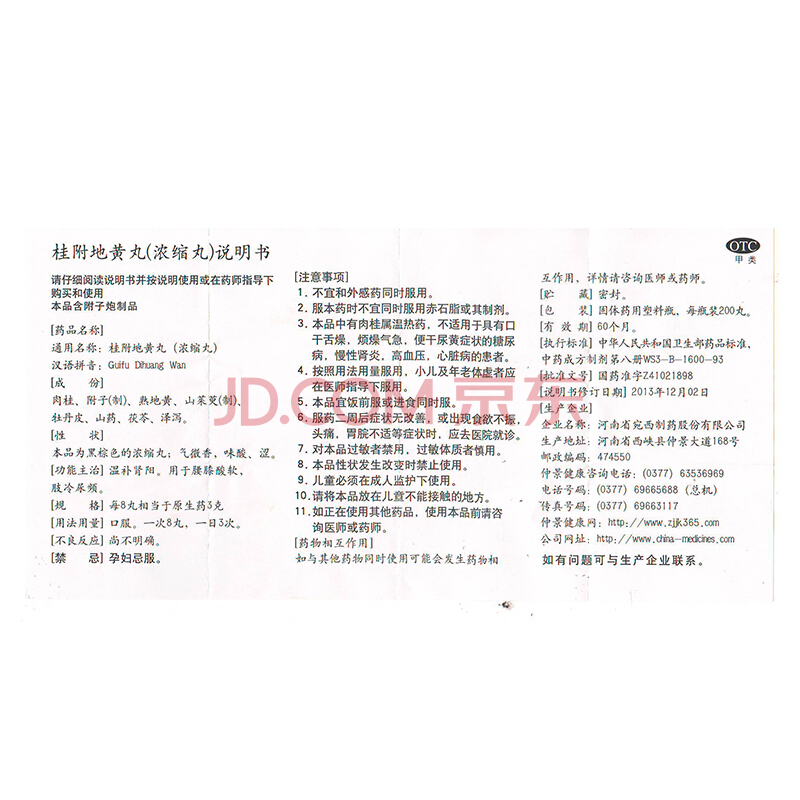 桂附地黄丸(浓缩丸)说明书
请仔细阅读说明书并按说明使用或在药师指导下
购买和使用
本品含附子炮制品
[药品名称]
通用名称：桂附地黄丸（浓缩丸）
汉语拼音：Guifu Dihuang Wan
[成　份]
肉桂、附子(制)、熟地黄、山茱萸(制)、
牡丹皮、山药、茯苓、泽泻。
[性　状]
本品为黑棕色的浓缩丸；气微香，味酸、涩。
[功能主治] 温补肾阳。用于腰膝酸软，
肢冷尿频。
[规　格] 每8丸相当于原生药3克
[用法用量] 口服。一次8丸，一日3次。
[不良反应] 尚不明确。
[禁　忌] 孕妇忌服。
[注意事项]
1．不宜和外感药同时服用。
2．服本药时不宜同时服用赤石脂或其制剂。
3．本品中有肉桂属温热药，不适用于具有口
干舌燥，烦燥气急，便干尿黄症状的糖尿
病，慢性肾炎，高血压，心脏病的患者。
4．按照用法用量服用，小儿及年老体虚者应
在医师指导下服用。
5．本品宜饭前服或进食同时服。
6．服药二周后症状无改善，或出现食欲不振，
头痛，胃脘不适等症状时，应去医院就诊。
7．对本品过敏者禁用，过敏体质者慎用。
8．本品性状发生改变时禁止使用。
9．儿童必须在成人监护下使用。
10．请将本品放在儿童不能接触的地方。
11．如正在使用其他药品，使用本品前请咨
询医师或药师。
[药物相互作用]
如与其他药物同时使用可能会发生药物相
OTC
甲类
互作用，详情请咨询医师或药师。
[贮　藏] 密封。
[包　装] 固体药用塑料瓶，每瓶装200丸。
[有 效 期] 60个月。
[执行标准] 中华人民共和国卫生部药品标准，
中药成方制剂第八册WS3-B-1600-93
[批准文号] 国药准字Z41021898
[说明书修订日期] 2013年12月02日
[生产企业]
企业名称：河南省宛西制药股份有限公司
生产地址：河南省西峡县仲景大道168号
邮政编码：474550
仲景健康咨询电话：(0377) 63536969
电话号码：(0377) 69665688（总机）
传真号码：(0377) 69663117
仲景健康网：http://www.zjjk365.com
公司网址：http://www.china-medicines.com
如有问题可与生产企业联系。
JD.COM 京东